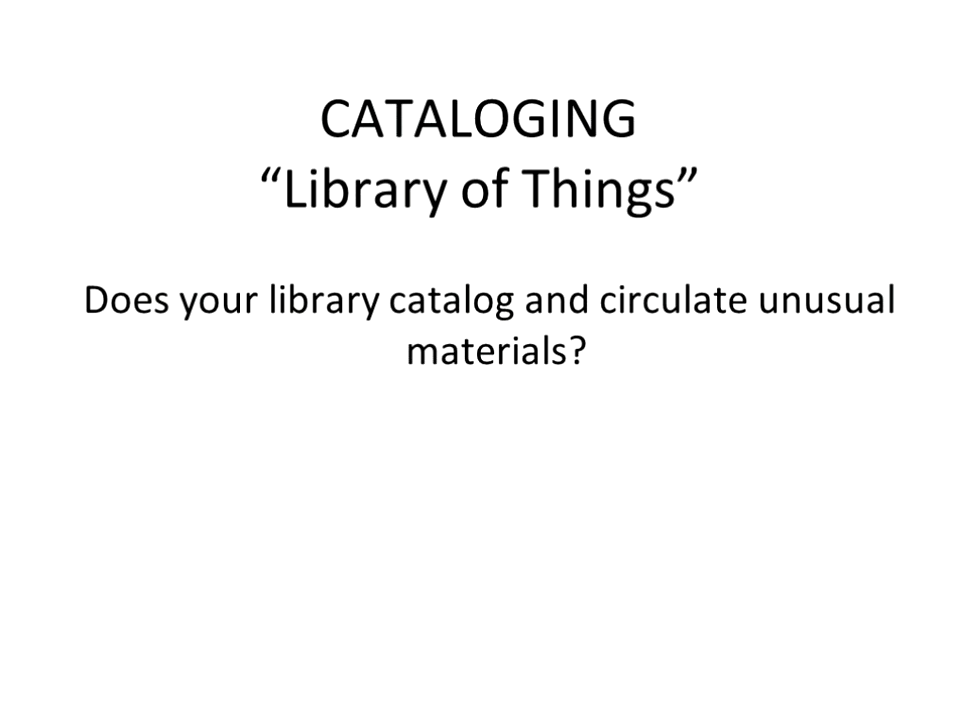 CATALOGING
“Library of Things”
Does your library catalog and circulate unusual
materials?